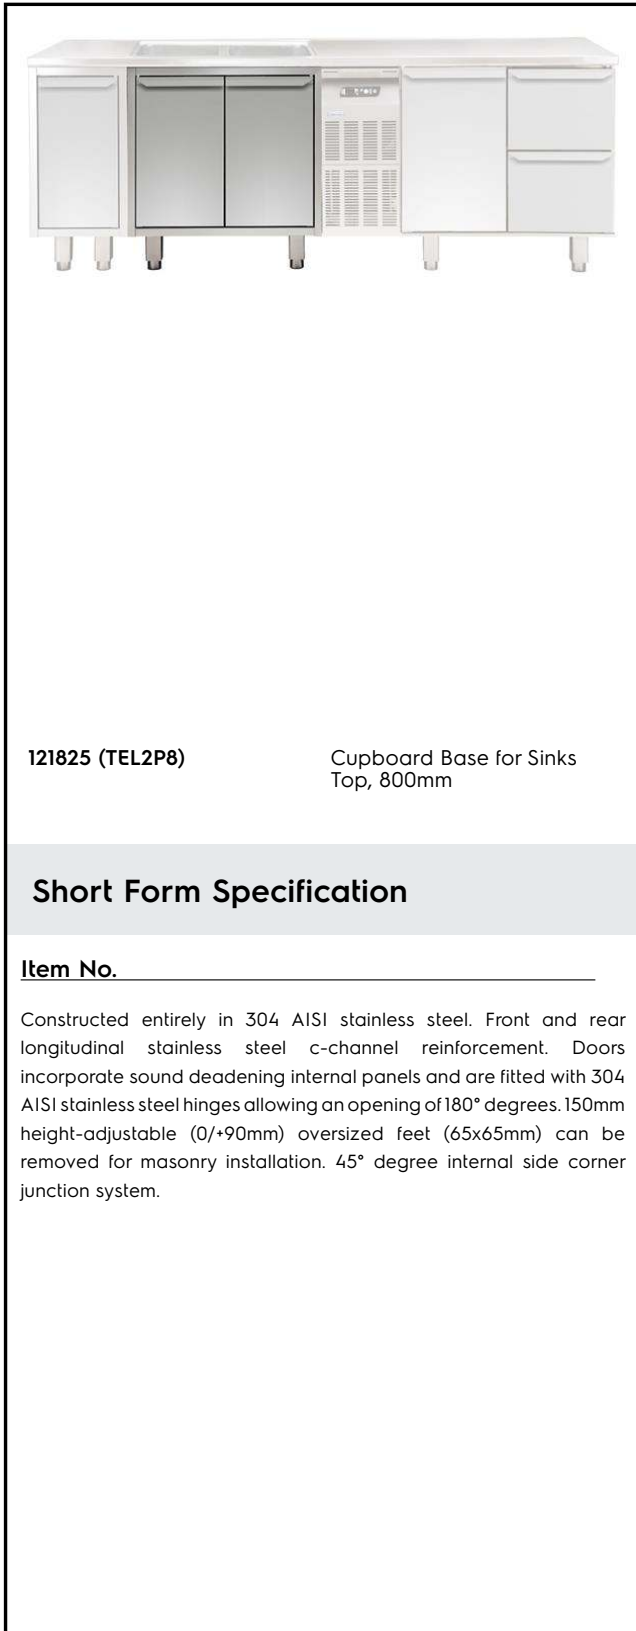 121825 (TEL2P8)
Cupboard Base for Sinks
Top, 800mm
Short Form Specification
Item No.
Constructed entirely in 304 AISI stainless steel. Front and rear
longitudinal stainless steel c-channel reinforcement. Doors
incorporate sound deadening internal panels and are fitted with 304
AISI stainless steel hinges allowing an opening of 180° degrees. 150mm
height-adjustable (0/+90mm) oversized feet (65x65mm) can be
removed for masonry installation. 45° degree internal side corner
junction system.